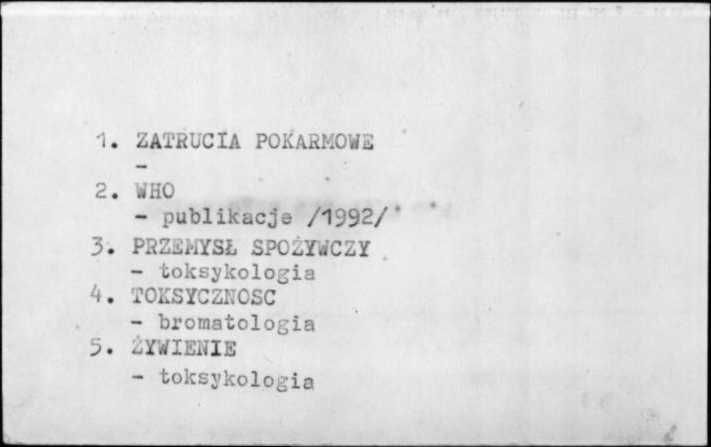 1. ZATRUCIA POKARMOWE
-
2. WHO
- publikacje /1992/
3. PRZEMYSŁ SPOŻYWCZY
- toksykologia
4. TOKSYCZNOSC
- bromatologia
5. ŻYWIENIE
- toksykologia